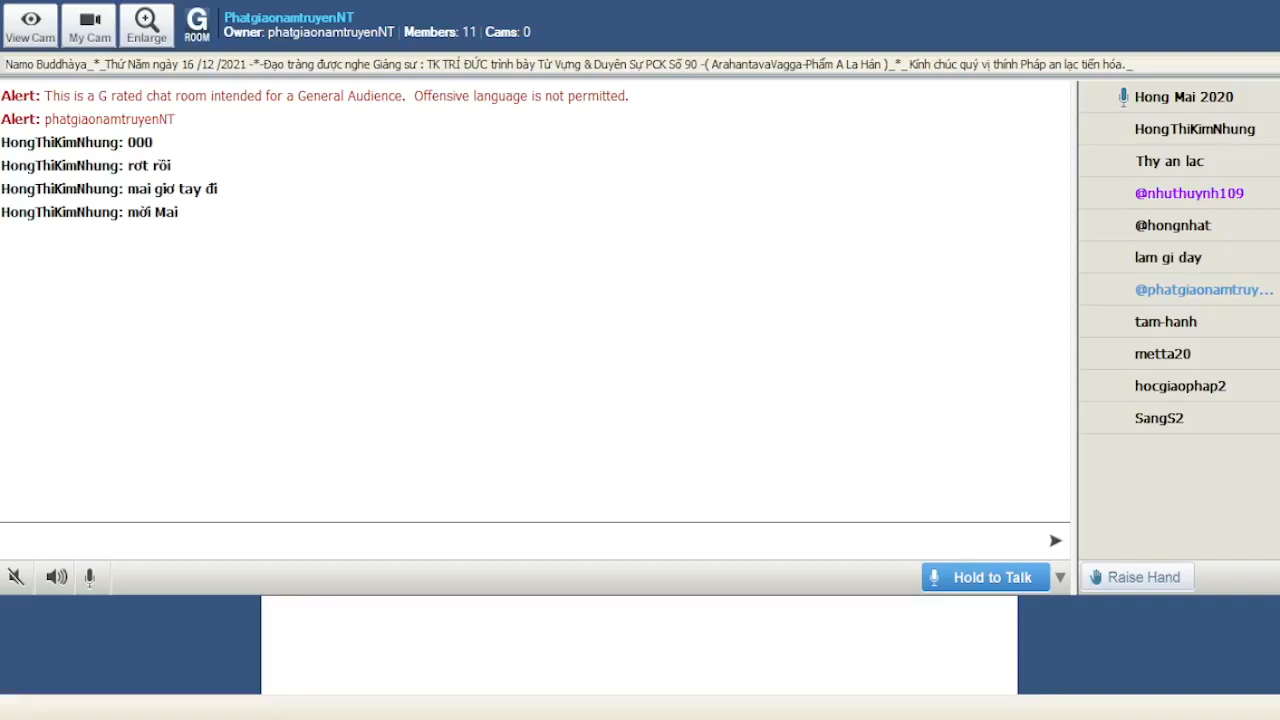 View Cam
My Cam
Enlarge
G
ROOM
PhatgiaonamtruyenNT
Owner: phatgiaonamtruyenNT | Members: 11 | Cams: 0
Namo Buddhàya_*_Thứ Năm ngày 16 /12 /2021 -*-Đạo tràng được nghe Giảng sư : TK TRÍ ĐỨC trình bày Từ Vựng & Duyên Sự PCK Số 90 -( ArahantavaVagga-Phẩm A La Hán )_*_ Kính chúc quý vị thính Pháp an lạc tiến hóa._
Alert: This is a G rated chat room intended for a General Audience.  Offensive language is not permitted.
Alert: phatgiaonamtruyenNT
HongThiKimNhung: 000
HongThiKimNhung: rơt rồi
HongThiKimNhung: mai giơ tay đi
HongThiKimNhung: mời Mai
Hong Mai 2020
HongThiKimNhung
Thy an lac
@nhuthuynh109
@hongnhat
lam gi day
@phatgiaonamtruy...
tam-hanh
metta20
hocgiaophap2
SangS2
Hold to Talk
Raise Hand